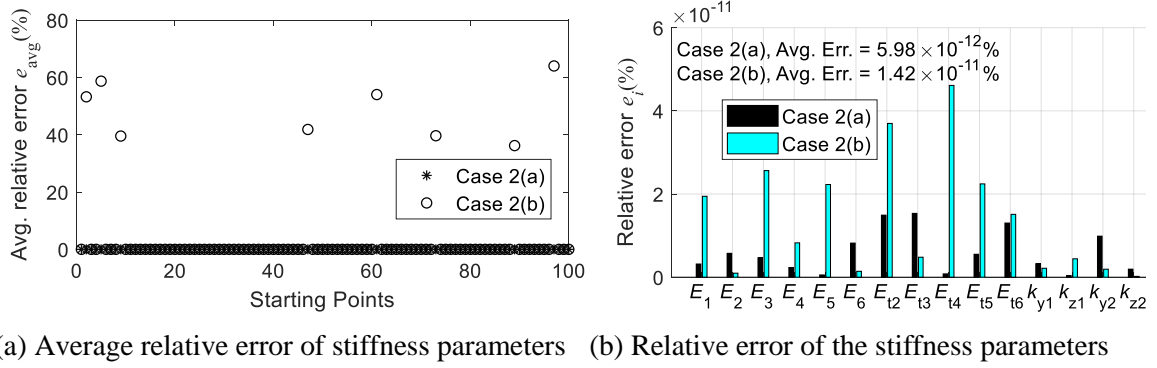 80
60
40
20
0
0 20 40 60 80 100
Avg. relative error e_avg(%)
Starting Points
Case 2(a)
Case 2(b)
×10^-11
6
4
2
0
Relative error e_i(%)
Case 2(a), Avg. Err. = 5.98×10^-12%
Case 2(b), Avg. Err. = 1.42×10^-11%
Case 2(a)
Case 2(b)
E_1 E_2 E_3 E_4 E_5 E_6 E_t2 E_t3 E_t4 E_t5 E_t6 k_y1 k_z1 k_y2 k_z2
(a) Average relative error of stiffness parameters (b) Relative error of the stiffness parameters